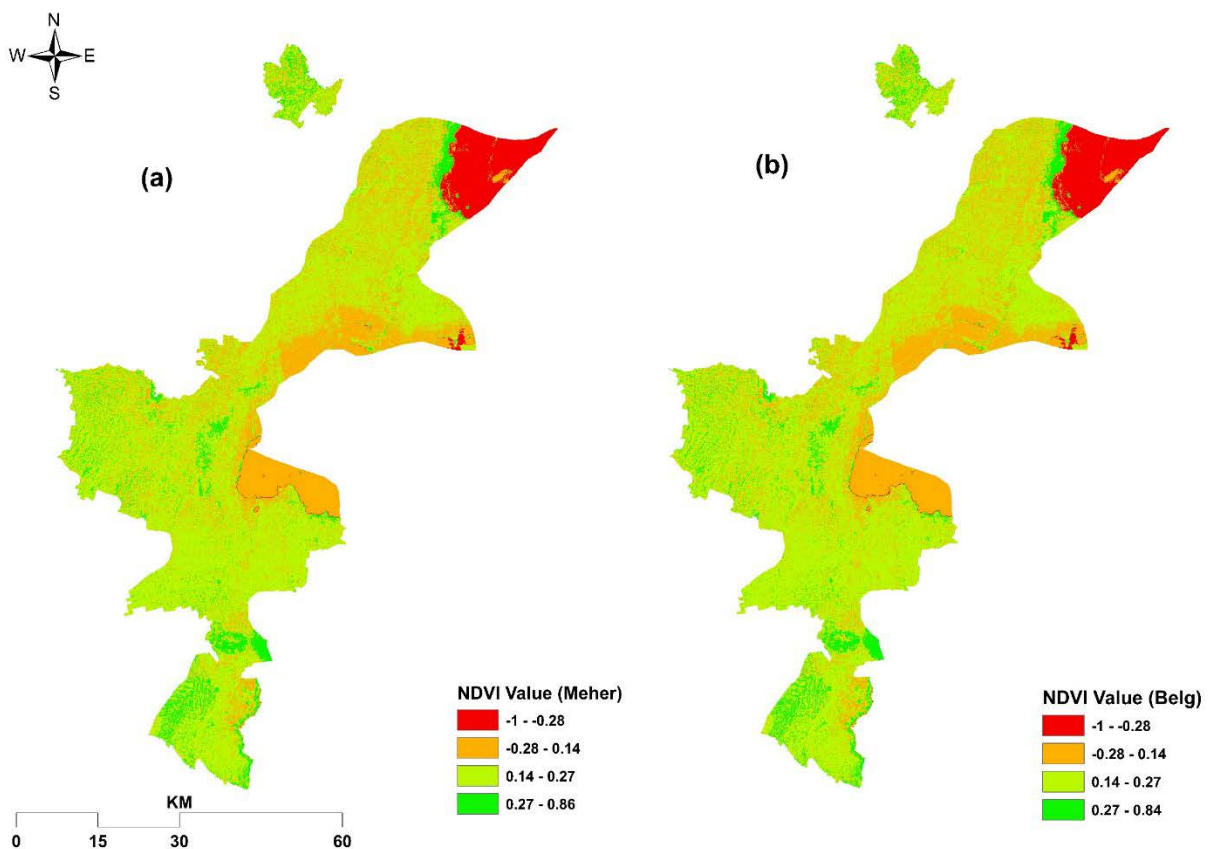 N
W E
S
(a)
(b)
NDVI Value (Meher)
-1 - -0.28
-0.28 - 0.14
0.14 - 0.27
0.27 - 0.86
NDVI Value (Belg)
-1 - -0.28
-0.28 - 0.14
0.14 - 0.27
0.27 - 0.84
KM
0 15 30 60